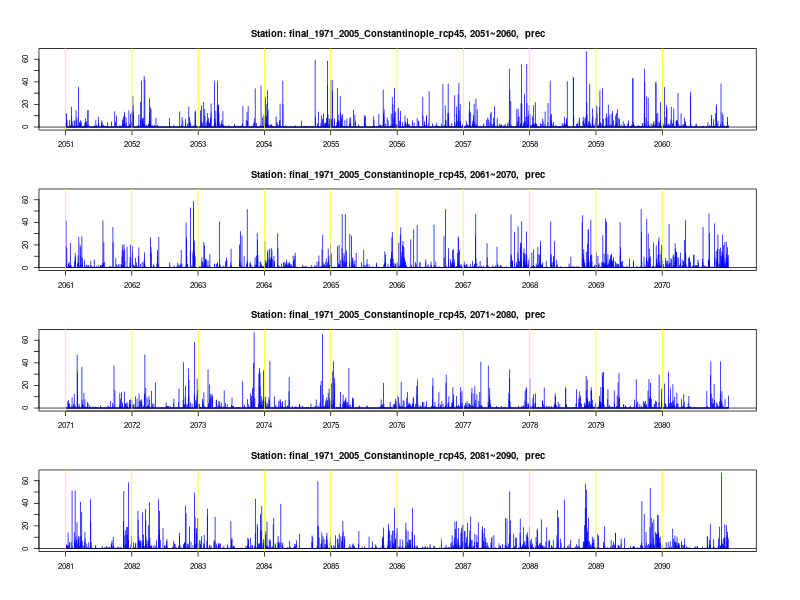 Station: final_1971_2005_Constantinople_rcp45, 2051~2060, prec
60
40
20
0
2051 2052 2053 2054 2055 2056 2057 2058 2059 2060
Station: final_1971_2005_Constantinople_rcp45, 2061~2070, prec
60
40
20
0
2061 2062 2063 2064 2065 2066 2067 2068 2069 2070
Station: final_1971_2005_Constantinople_rcp45, 2071~2080, prec
60
40
20
0
2071 2072 2073 2074 2075 2076 2077 2078 2079 2080
Station: final_1971_2005_Constantinople_rcp45, 2081~2090, prec
60
40
20
0
2081 2082 2083 2084 2085 2086 2087 2088 2089 2090